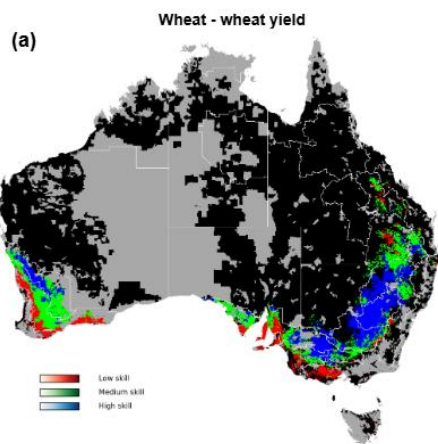 Wheat - wheat yield
(a)
Low skill
Medium skill
High skill